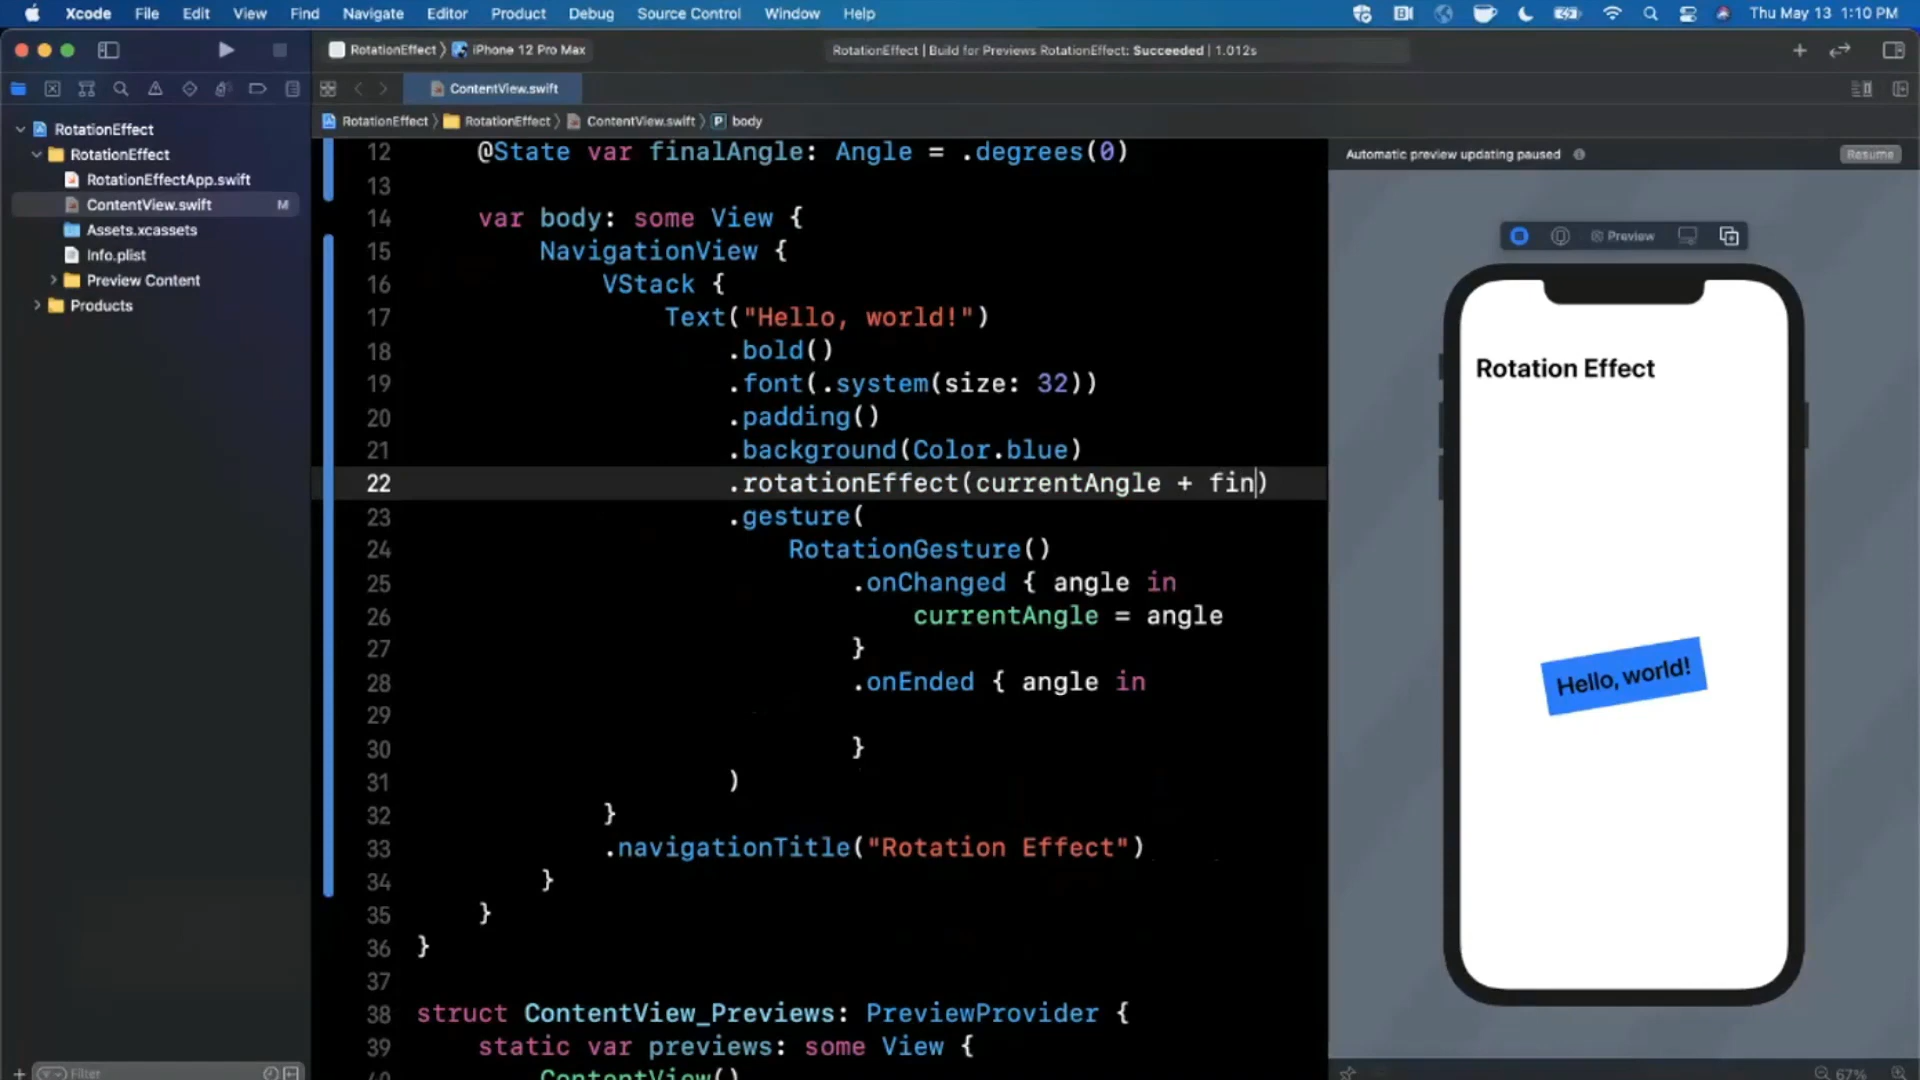 Xcode File Edit View Find Navigate Editor Product Debug Source Control Window Help Thu May 13 1:10 PM
RotationEffect iPhone 12 Pro Max RotationEffect | Build for Previews RotationEffect: Succeeded | 1.012s
ContentView.swift
RotationEffect RotationEffect ContentView.swift P body
RotationEffect
RotationEffect
RotationEffectApp.swift
ContentView.swift M
Assets.xcassets
Info.plist
Preview Content
Products
Filter
12 @State var finalAngle: Angle = .degrees(0)
13
14 var body: some View {
15 NavigationView {
16 VStack {
17 Text("Hello, world!")
18 .bold()
19 .font(.system(size: 32))
20 .padding()
21 .background(Color.blue)
22 .rotationEffect(currentAngle + fin)
23 .gesture(
24 RotationGesture()
25 .onChanged { angle in
26 currentAngle = angle
27 }
28 .onEnded { angle in
29
30 }
31 )
32 }
33 .navigationTitle("Rotation Effect")
34 }
35 }
36 }
37
38 struct ContentView_Previews: PreviewProvider {
39 static var previews: some View {
40 ContentView()
Automatic preview updating paused Resume
Preview
Rotation Effect
Hello, world!
67%